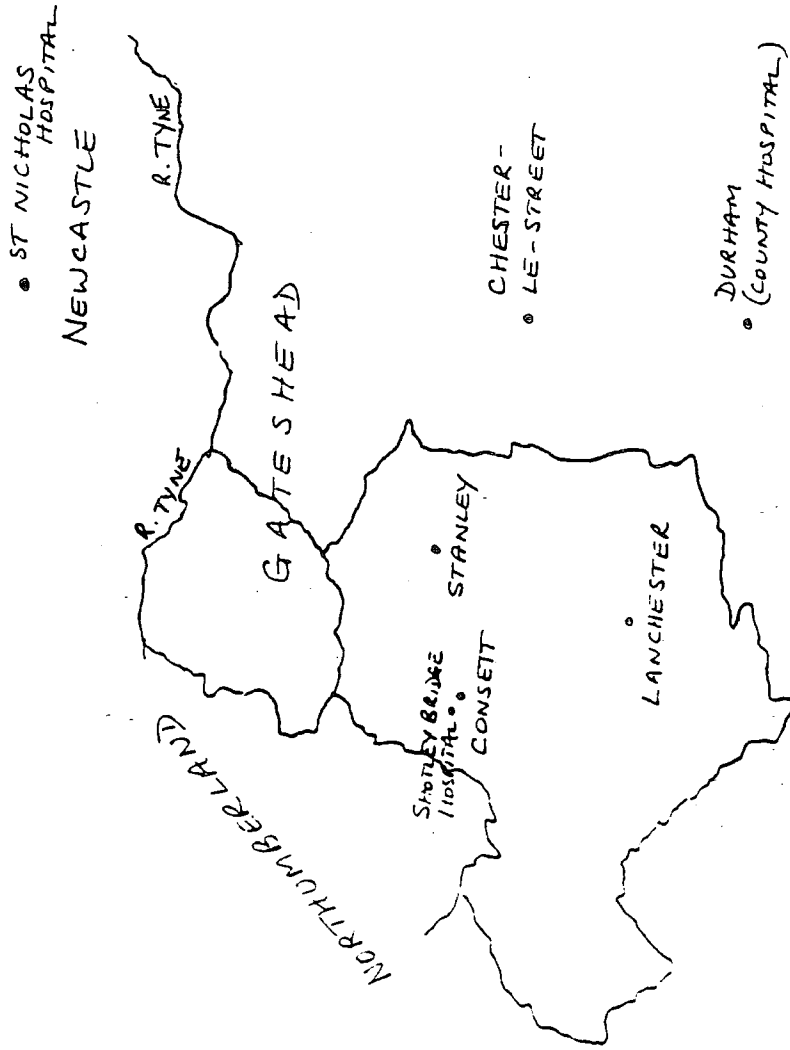 ST NICHOLAS
HOSPITAL
NEWCASTLE
R. TYNE
R. TYNE
GATESHEAD
NORTHUMBERLAND
CHESTER-
LE-STREET
STANLEY
SHOTLEY BRIDGE
HOSPITAL
CONSETT
LANCHESTER
DURHAM
(COUNTY HOSPITAL)